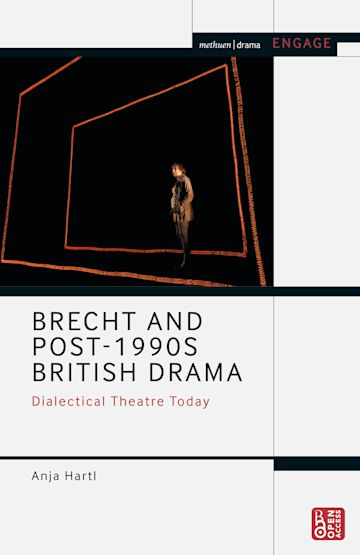 methuen | drama ENGAGE
BRECHT AND
POST-1990S
BRITISH DRAMA
Dialectical Theatre Today
Anja Hartl
OPEN
ACCESS